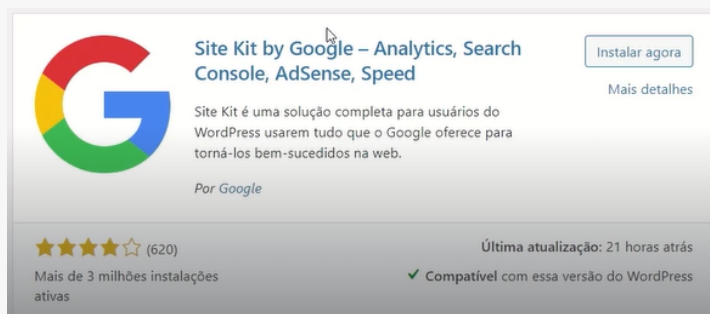 Site Kit by Google – Analytics, Search
Console, AdSense, Speed
Instalar agora
Mais detalhes
Site Kit é uma solução completa para usuários do
WordPress usarem tudo que o Google oferece para
torná-los bem-sucedidos na web.
Por Google
(620)
Mais de 3 milhões instalações
ativas
Última atualização: 21 horas atrás
Compatível com essa versão do WordPress